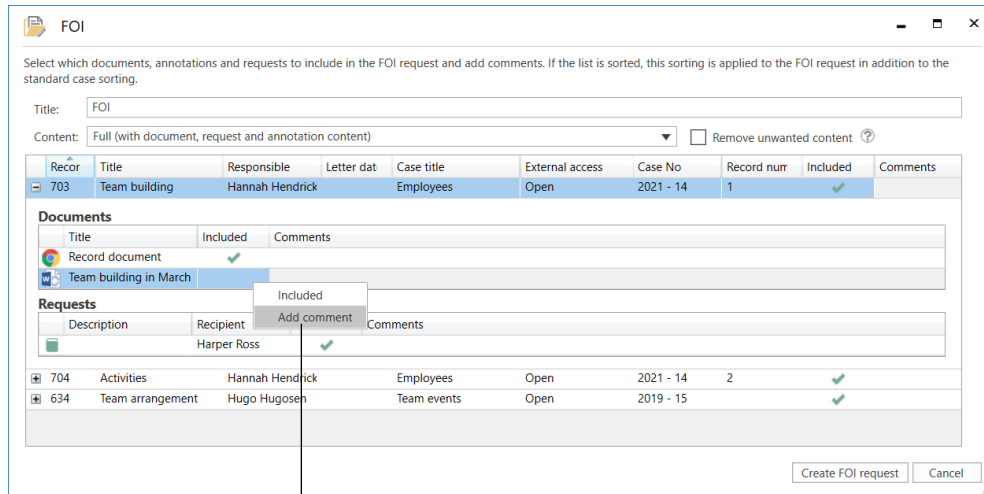 FOI
Select which documents, annotations and requests to include in the FOI request and add comments. If the list is sorted, this sorting is applied to the FOI request in addition to the
standard case sorting.
Title: FOI
Content: Full (with document, request and annotation content) Remove unwanted content ?
Recor Title Responsible Letter dat Case title External access Case No Record num Included Comments
703 Team building Hannah Hendrick Employees Open 2021 - 14 1
Documents
Title Included Comments
Record document
Team building in March
Included
Requests
Add comment
Description Recipient Comments
Harper Ross
704 Activities Hannah Hendrick Employees Open 2021 - 14 2
634 Team arrangement Hugo Hugosen Team events Open 2019 - 15
Create FOI request Cancel